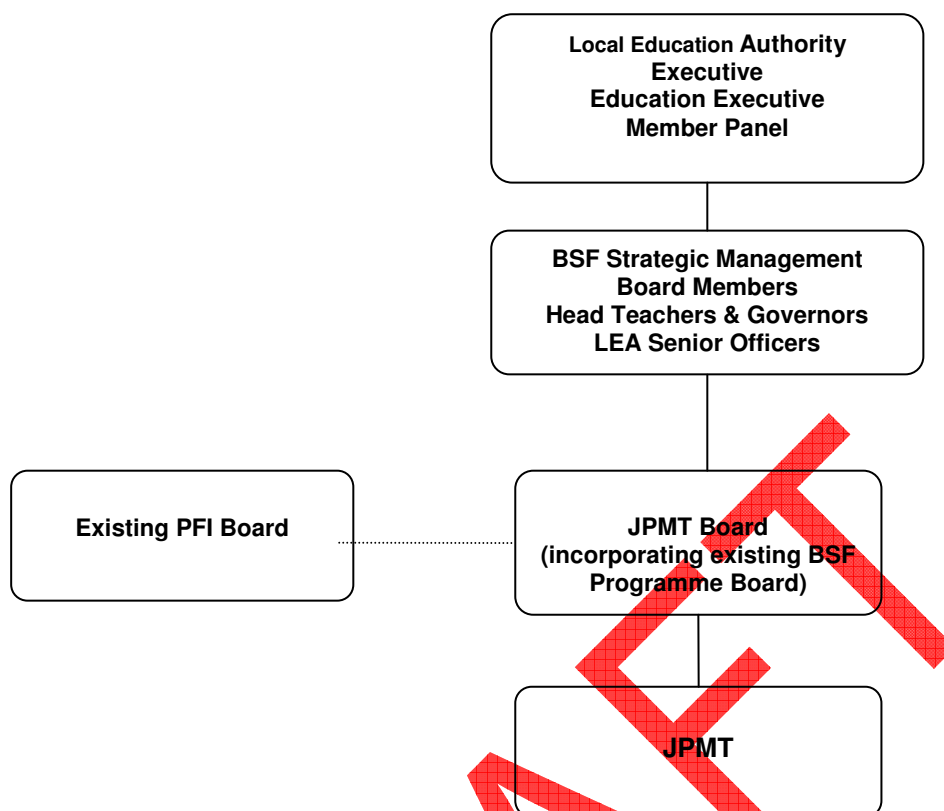 Local Education Authority
Executive
Education Executive
Member Panel
BSF Strategic Management
Board Members
Head Teachers & Governors
LEA Senior Officers
Existing PFI Board
JPMT Board
(incorporating existing BSF
Programme Board)
JPMT